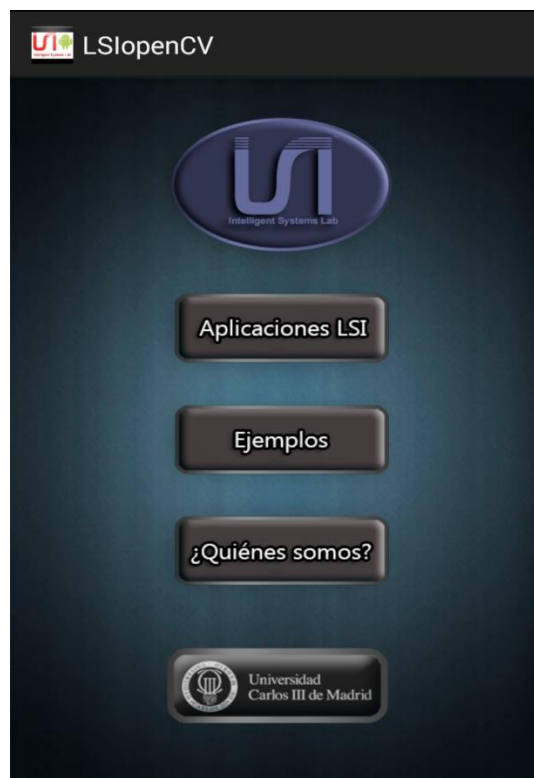 LSIopenCV
Intelligent Systems Lab
Aplicaciones LSI
Ejemplos
¿Quiénes somos?
Universidad
Carlos III de Madrid